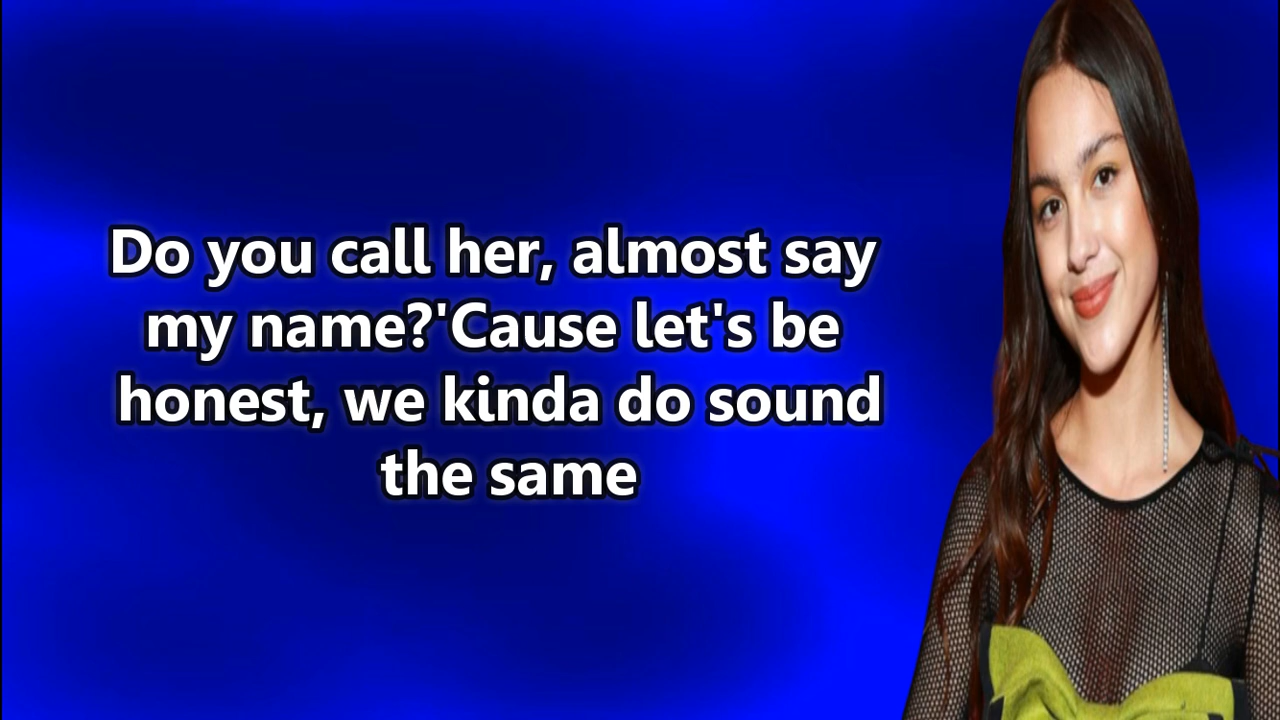 Do you call her, almost say
my name?'Cause let's be
honest, we kinda do sound
the same